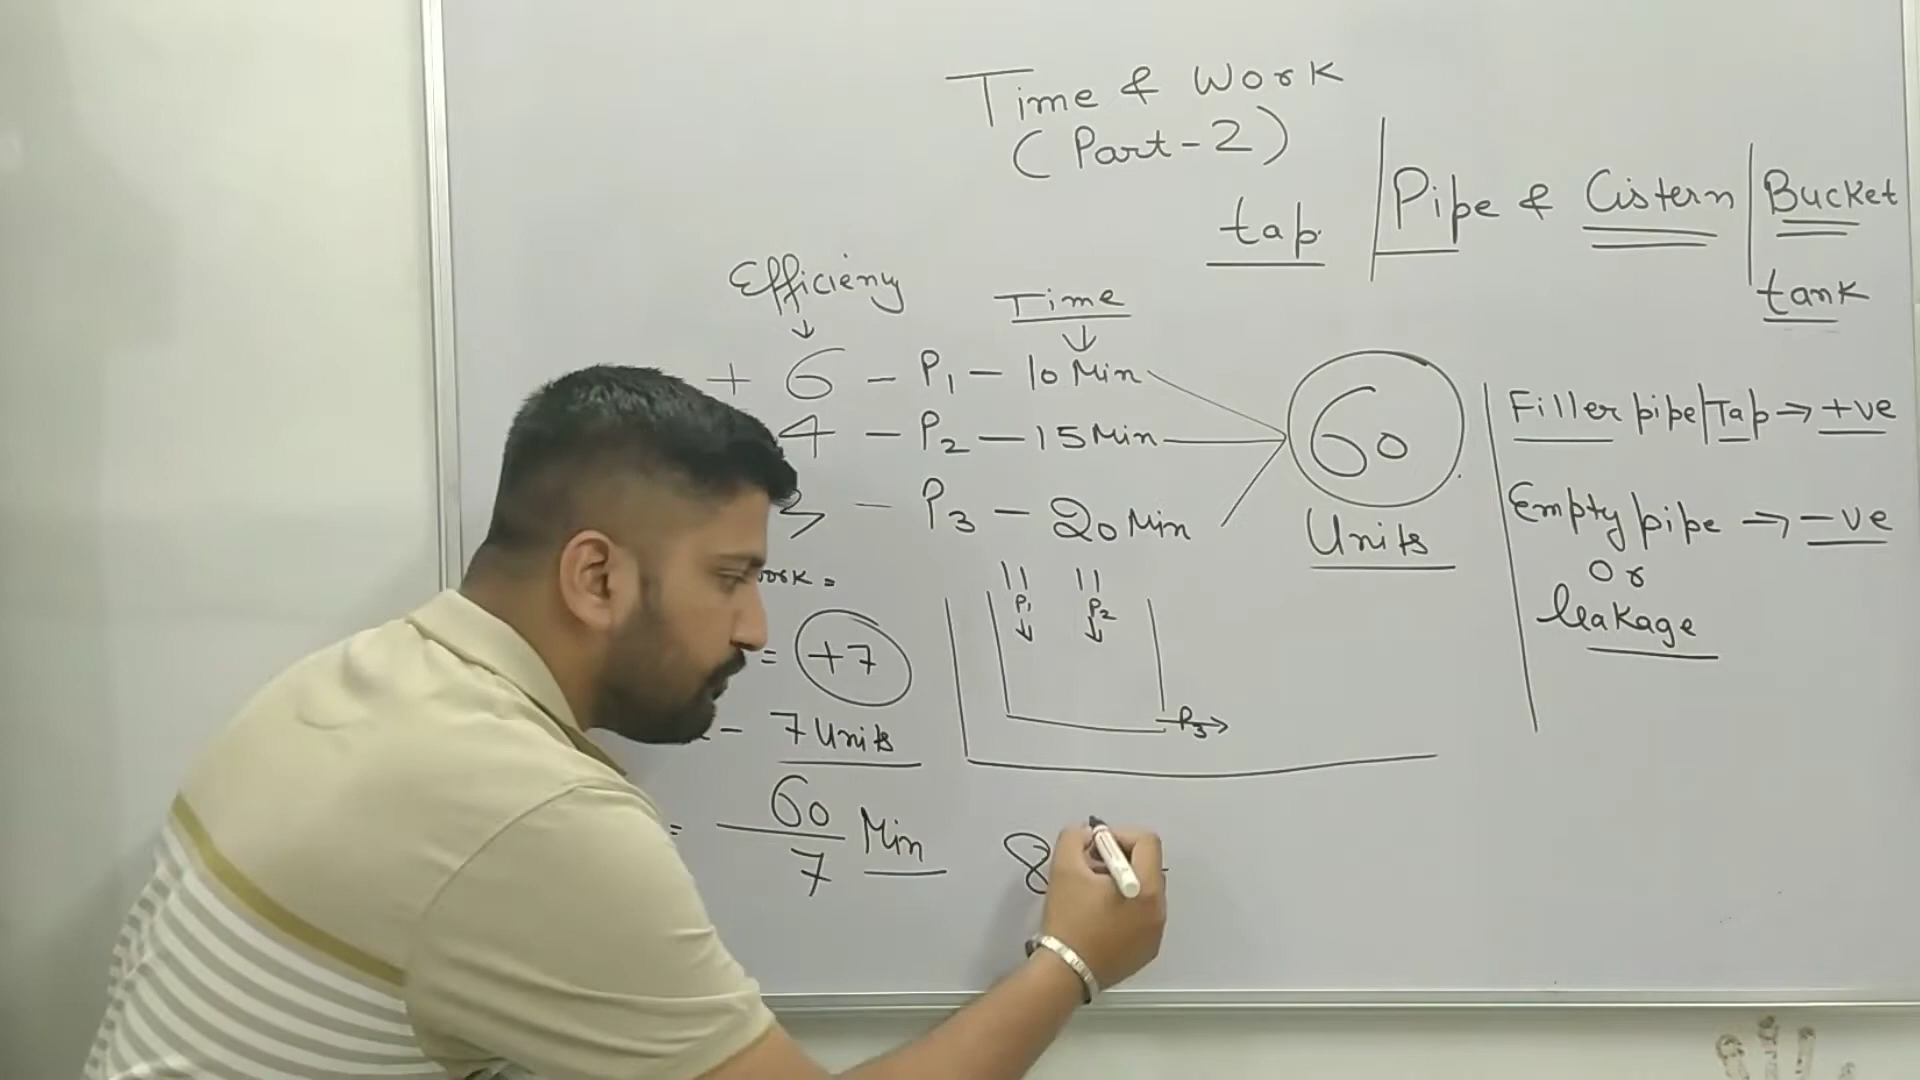 Time & Work
(Part-2)
tap | Pipe & Cistern | Bucket
tank
Efficieny
Time
+ 6 - P1 - 10 Min
4 - P2 - 15 Min
3 - P3 - 20 Min
60
Units
Filler pipe|Tap → +ve
Empty pipe → -ve
Or
leakage
P1 P2
P3
= +7
- 7 Units
= 60/7 Min
8